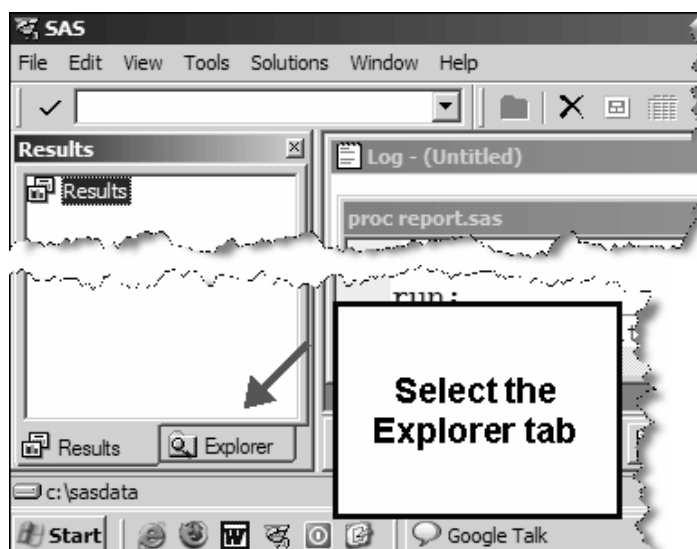 SAS
File Edit View Tools Solutions Window Help
Results
Log - (Untitled)
Results
proc report.sas
run;
Select the
Explorer tab
Results
Explorer
c:\sasdata
Start
W
Google Talk